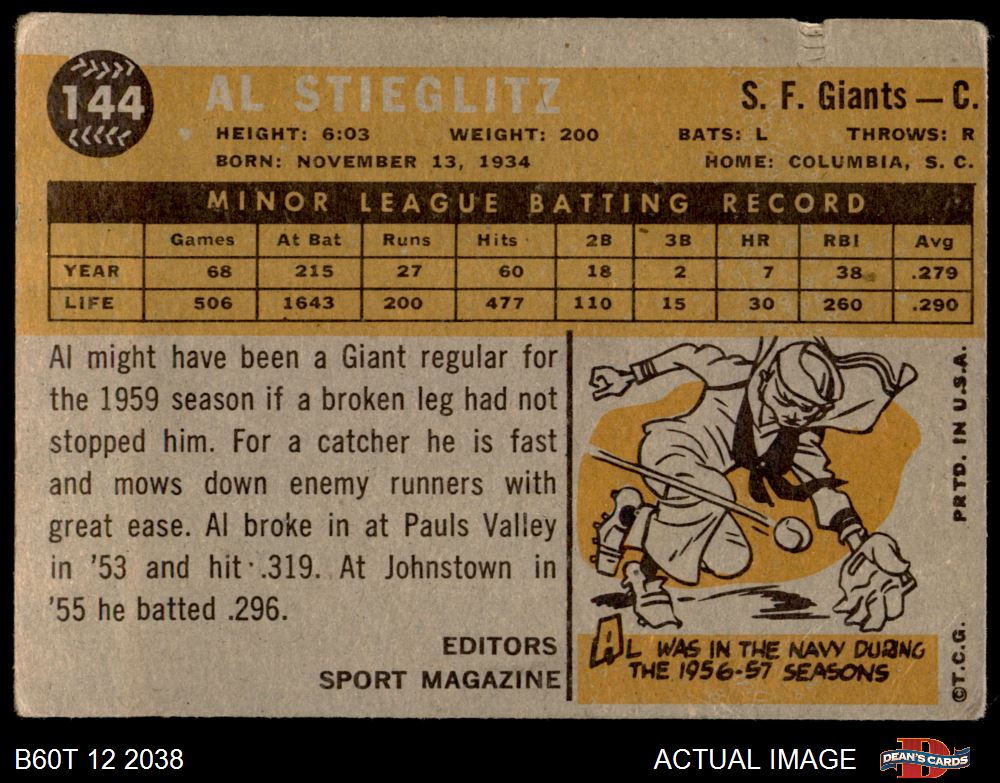 144
AL STIEGLITZ
S. F. Giants — C.
HEIGHT: 6:03 WEIGHT: 200 BATS: L THROWS: R
BORN: NOVEMBER 13, 1934 HOME: COLUMBIA, S. C.
MINOR LEAGUE BATTING RECORD
Games At Bat Runs Hits 2B 3B HR RBI Avg
YEAR 68 215 27 60 18 2 7 38 .279
LIFE 506 1643 200 477 110 15 30 260 .290
Al might have been a Giant regular for
the 1959 season if a broken leg had not
stopped him. For a catcher he is fast
and mows down enemy runners with
great ease. Al broke in at Pauls Valley
in '53 and hit .319. At Johnstown in
'55 he batted .296.
EDITORS
SPORT MAGAZINE
AL WAS IN THE NAVY DURING
THE 1956-57 SEASONS
©T.C.G. PRTD. IN U.S.A.
B60T 12 2038
ACTUAL IMAGE
DEAN'S CARDS